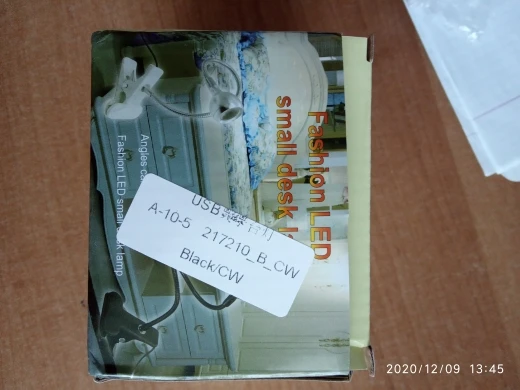 Fashion LED
small desk
Angles
Fashion LED small desk lamp
USB
A-10-5 217210_B_CW
Black/CW
2020/12/09 13:45